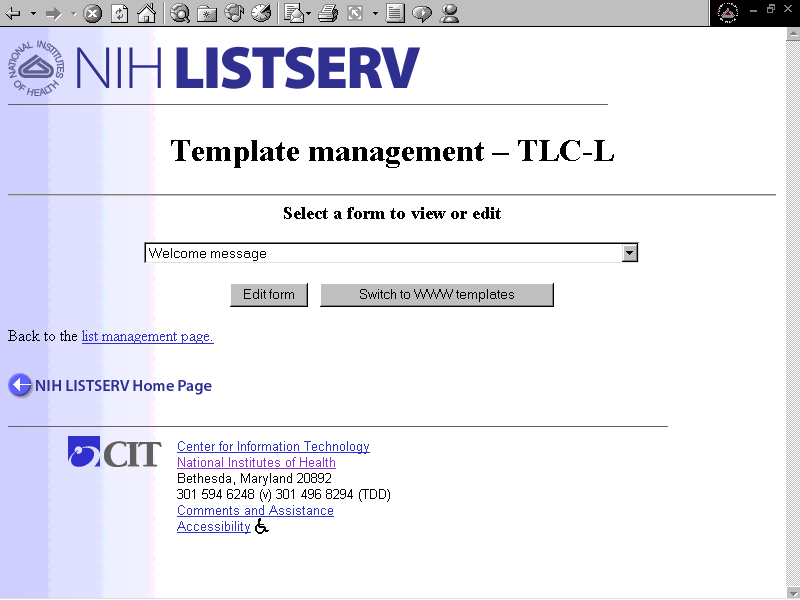 NATIONAL INSTITUTES OF HEALTH
NIH LISTSERV
Template management – TLC-L
Select a form to view or edit
Welcome message
Edit form
Switch to WWW templates
Back to the list management page.
NIH LISTSERV Home Page
CIT
Center for Information Technology
National Institutes of Health
Bethesda, Maryland 20892
301 594 6248 (v) 301 496 8294 (TDD)
Comments and Assistance
Accessibility